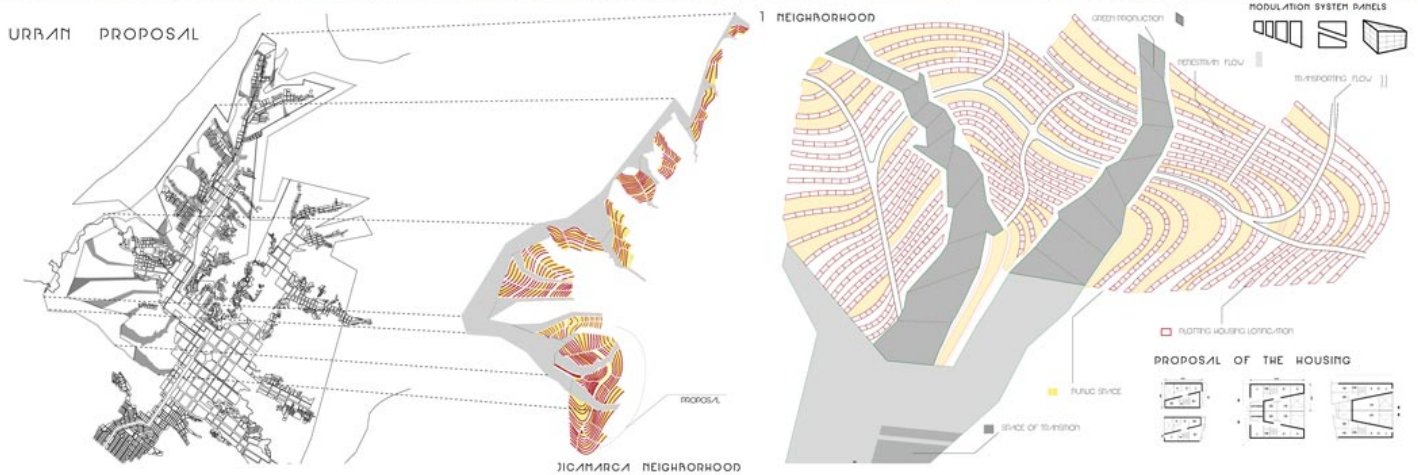 URBAN PROPOSAL
PROPOSAL
JICAMARCA NEIGHBORHOOD
1 NEIGHBORHOOD
GREEN PRODUCTION
MODULATION SYSTEM PANELS
PEDESTRIAN FLOW
TRANSPORTING FLOW
PLOTTING HOUSING LOTIFICATION
PROPOSAL OF THE HOUSING
PUBLIC SPACE
SPACE OF TRANSITION